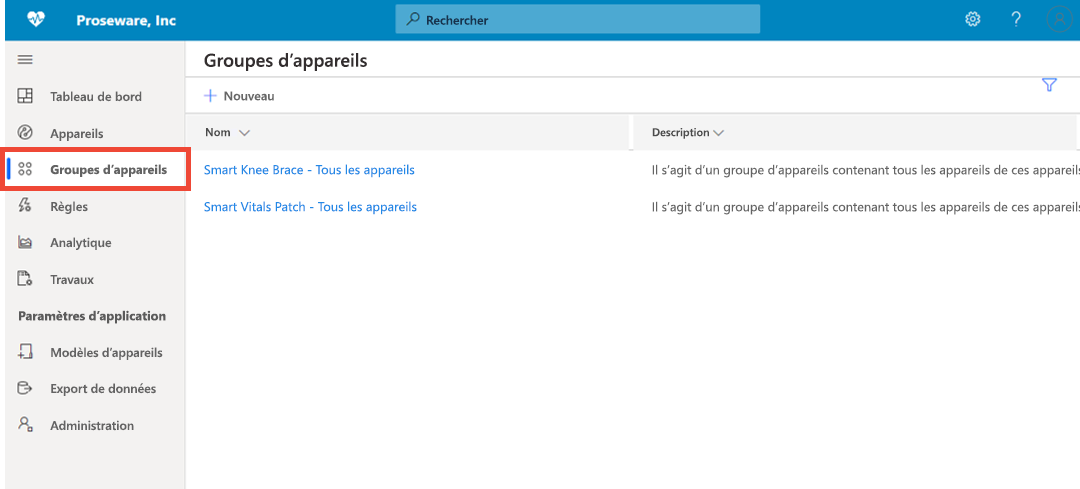 Proseware, Inc
Rechercher
?
Groupes d’appareils
Nouveau
Tableau de bord
Appareils
Groupes d’appareils
Règles
Analytique
Travaux
Paramètres d’application
Modèles d’appareils
Export de données
Administration
Nom
Description
Smart Knee Brace - Tous les appareils
Il s’agit d’un groupe d’appareils contenant tous les appareils de ces appareils
Smart Vitals Patch - Tous les appareils
Il s’agit d’un groupe d’appareils contenant tous les appareils de ces appareils